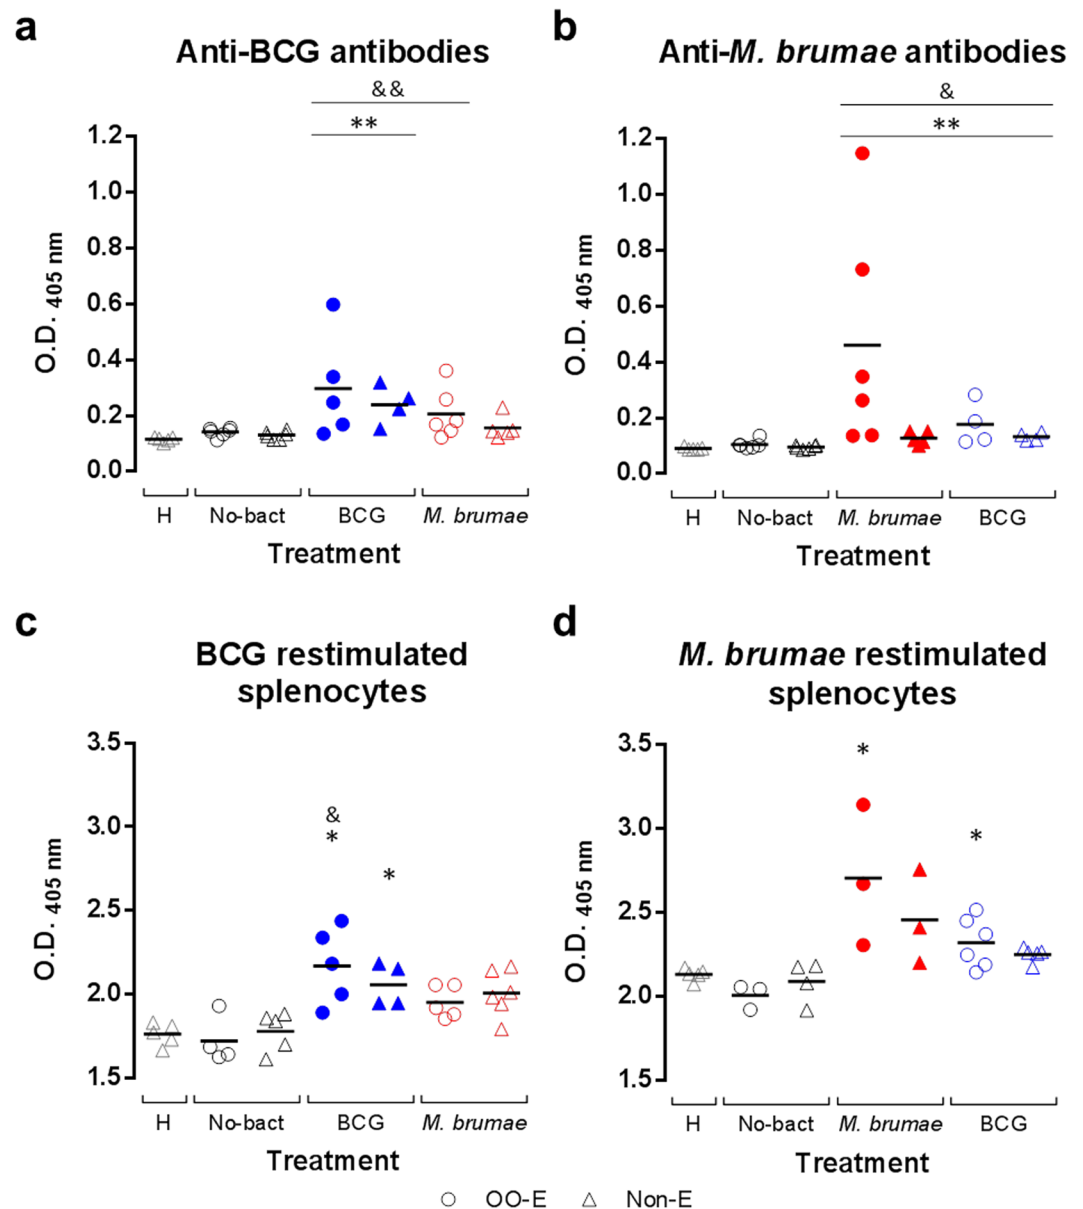 a
Anti-BCG antibodies
&&
**
1.2
1.0
0.8
0.6
0.4
0.2
0.0
O.D. 405 nm
H No-bact BCG M. brumae
Treatment
b
Anti-M. brumae antibodies
&
**
1.2
1.0
0.8
0.6
0.4
0.2
0.0
O.D. 405 nm
H No-bact M. brumae BCG
Treatment
c
BCG restimulated
splenocytes
3.5
3.0
2.5
2.0
1.5
O.D. 405 nm
&
*
*
H No-bact BCG M. brumae
Treatment
d
M. brumae restimulated
splenocytes
3.5
3.0
2.5
2.0
1.5
O.D. 405 nm
*
*
H No-bact M. brumae BCG
Treatment
OO-E Non-E